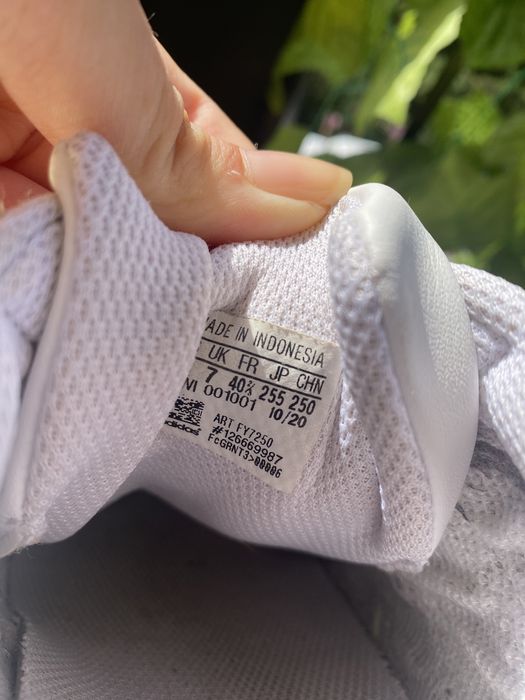 ADE IN INDONESIA
UK FR JP CHN
7 40⅔ 255 250
VI 001001 10/20
adidas
ART FY7250
#126669987
FcGRNT3>00006